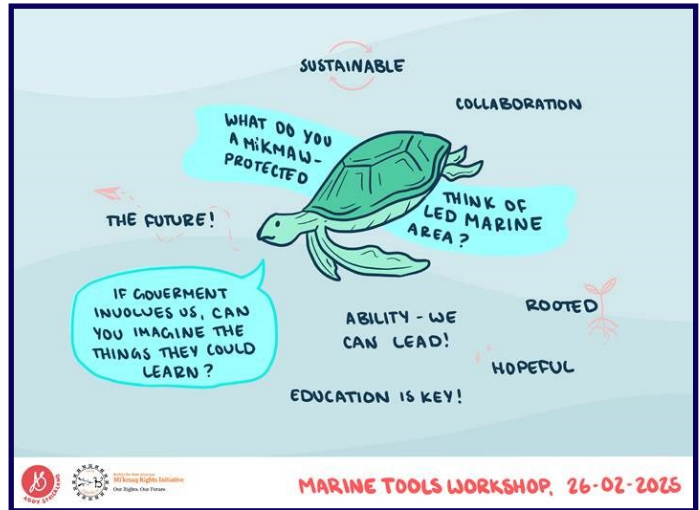 SUSTAINABLE
COLLABORATION
WHAT DO YOU
A MiKMAW-
PROTECTED
THINK OF
LED MARINE
AREA?
THE FUTURE!
IF GOVERMENT
INVOLVES US, CAN
YOU IMAGINE THE
THINGS THEY COULD
LEARN?
ABILITY - WE
CAN LEAD!
ROOTED
HOPEFUL
EDUCATION IS KEY!
ABBY STRICKLAND
Mi'kmaq Rights Initiative
Our Rights. Our Future.
MARINE TOOLS WORKSHOP, 26-02-2025